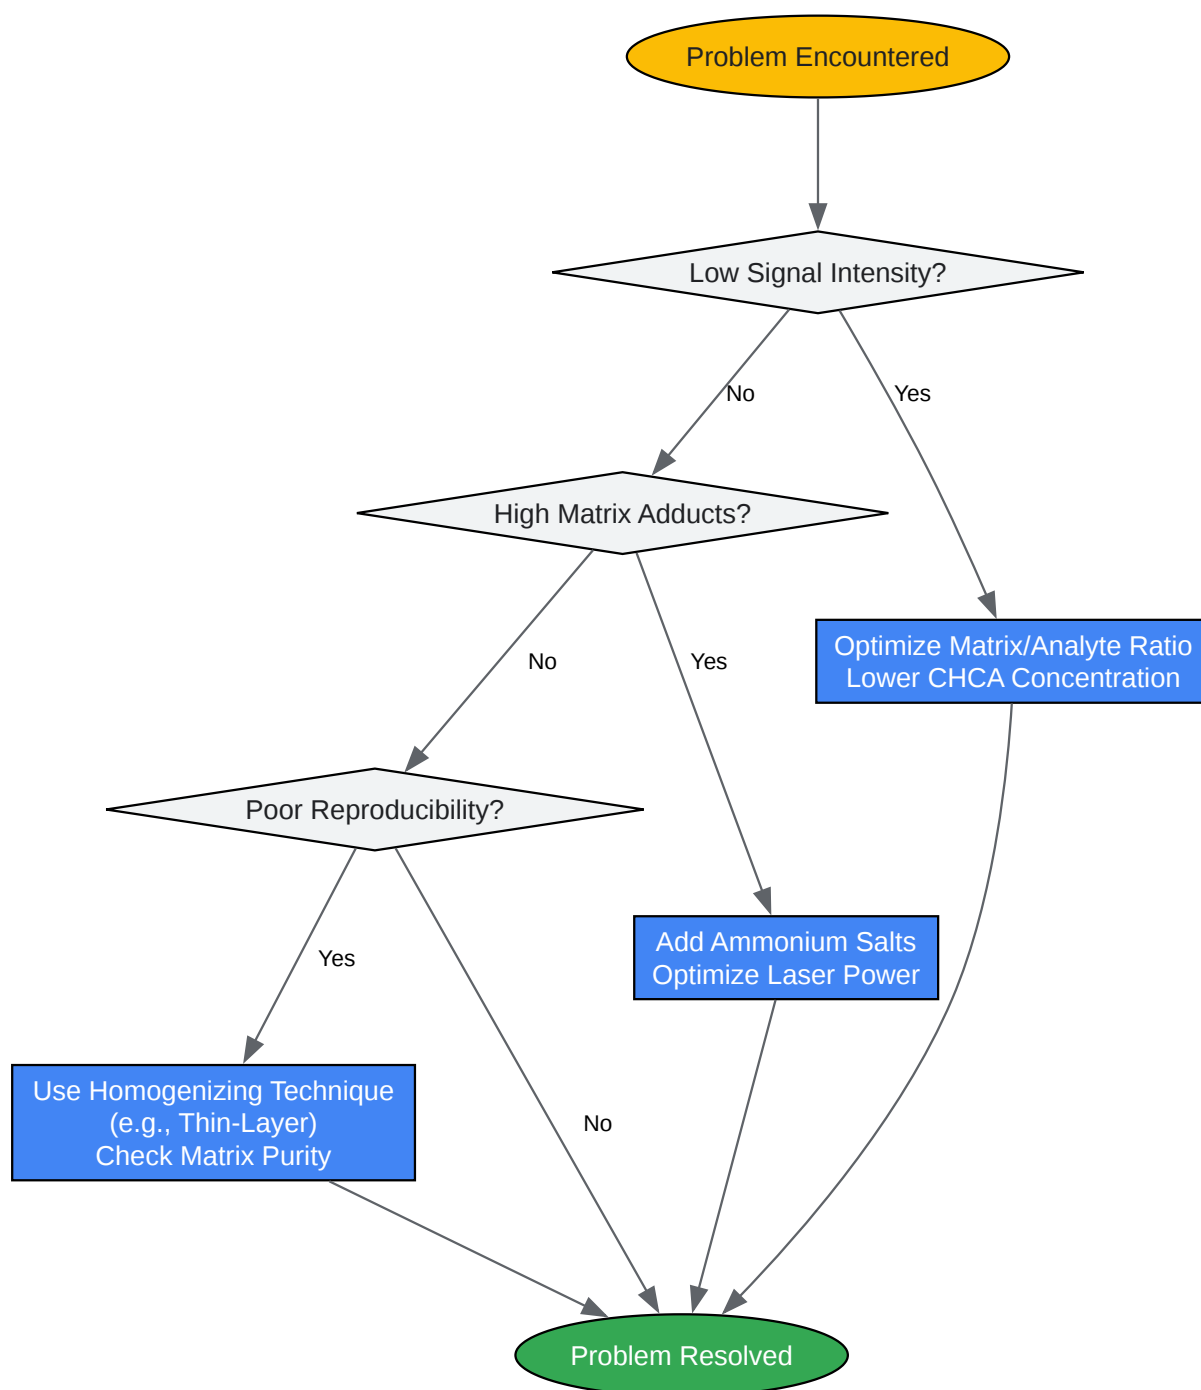 Problem Encountered
Low Signal Intensity?
No
Yes
High Matrix Adducts?
Optimize Matrix/Analyte Ratio
Lower CHCA Concentration
No
Yes
Poor Reproducibility?
Add Ammonium Salts
Optimize Laser Power
Yes
Use Homogenizing Technique
(e.g., Thin-Layer)
Check Matrix Purity
No
Problem Resolved